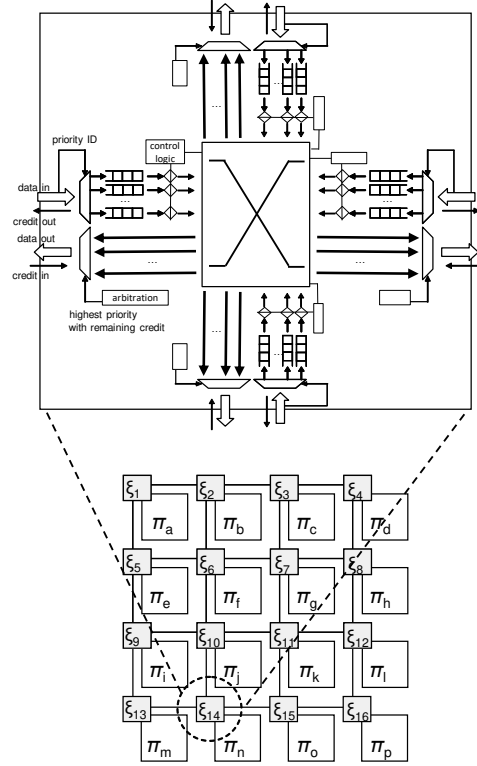 ...
...
priority ID
control
logic
data in
...
...
credit out
data out
...
...
credit in
arbitration
highest priority
with remaining credit
...
...
ξ1 ξ2 ξ3 ξ4
πa πb πc πd
ξ5 ξ6 ξ7 ξ8
πe πf πg πh
ξ9 ξ10 ξ11 ξ12
πi πj πk πl
ξ13 ξ14 ξ15 ξ16
πm πn πo πp